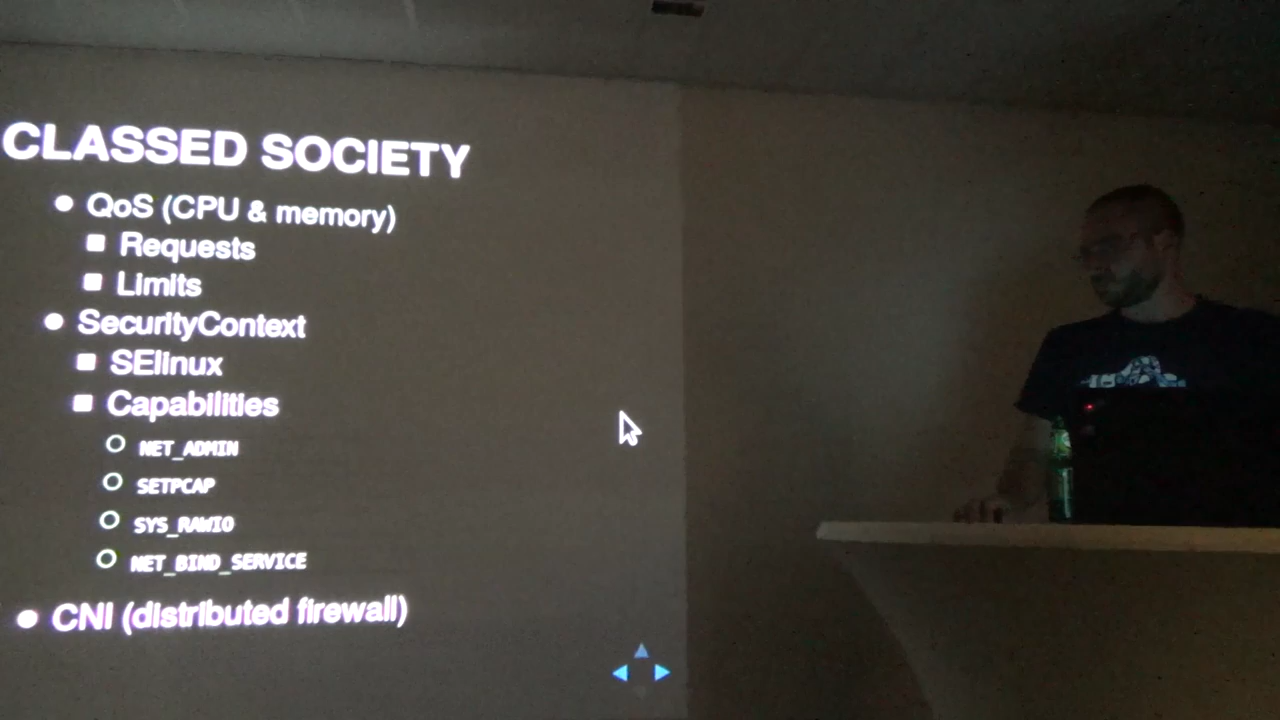 CLASSED SOCIETY
QoS (CPU & memory)
Requests
Limits
SecurityContext
SElinux
Capabilities
NET_ADMIN
SETPCAP
SYS_RAWIO
NET_BIND_SERVICE
CNI (distributed firewall)